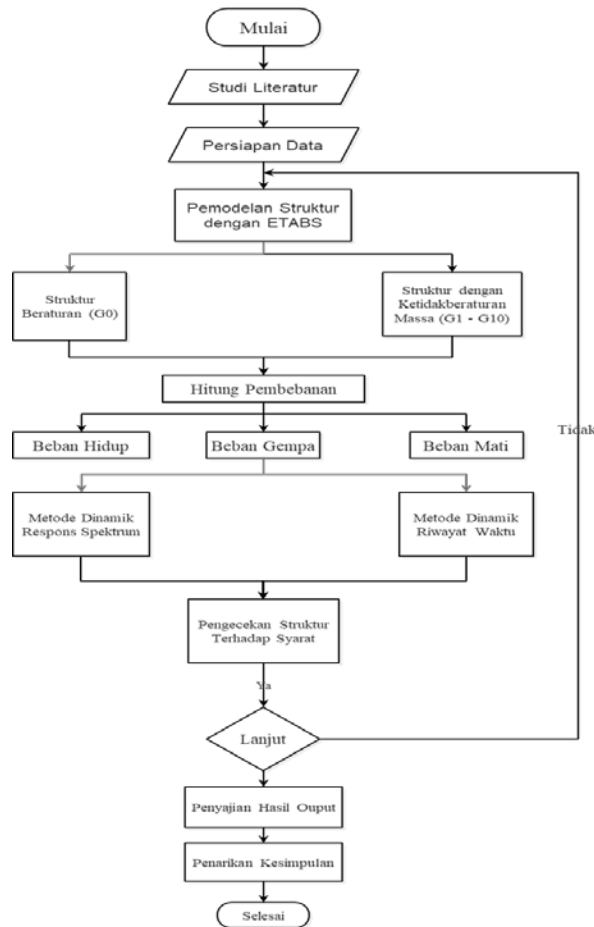 Mulai
Studi Literatur
Persiapan Data
Pemodelan Struktur
dengan ETABS
Struktur
Beraturan (G0)
Struktur dengan
Ketidakberaturan
Massa (G1 - G10)
Hitung Pembebanan
Beban Hidup
Beban Gempa
Beban Mati
Tidak
Metode Dinamik
Respons Spektrum
Metode Dinamik
Riwayat Waktu
Pengecekan Struktur
Terhadap Syarat
Ya
Lanjut
Penyajian Hasil Ouput
Penarikan Kesimpulan
Selesai